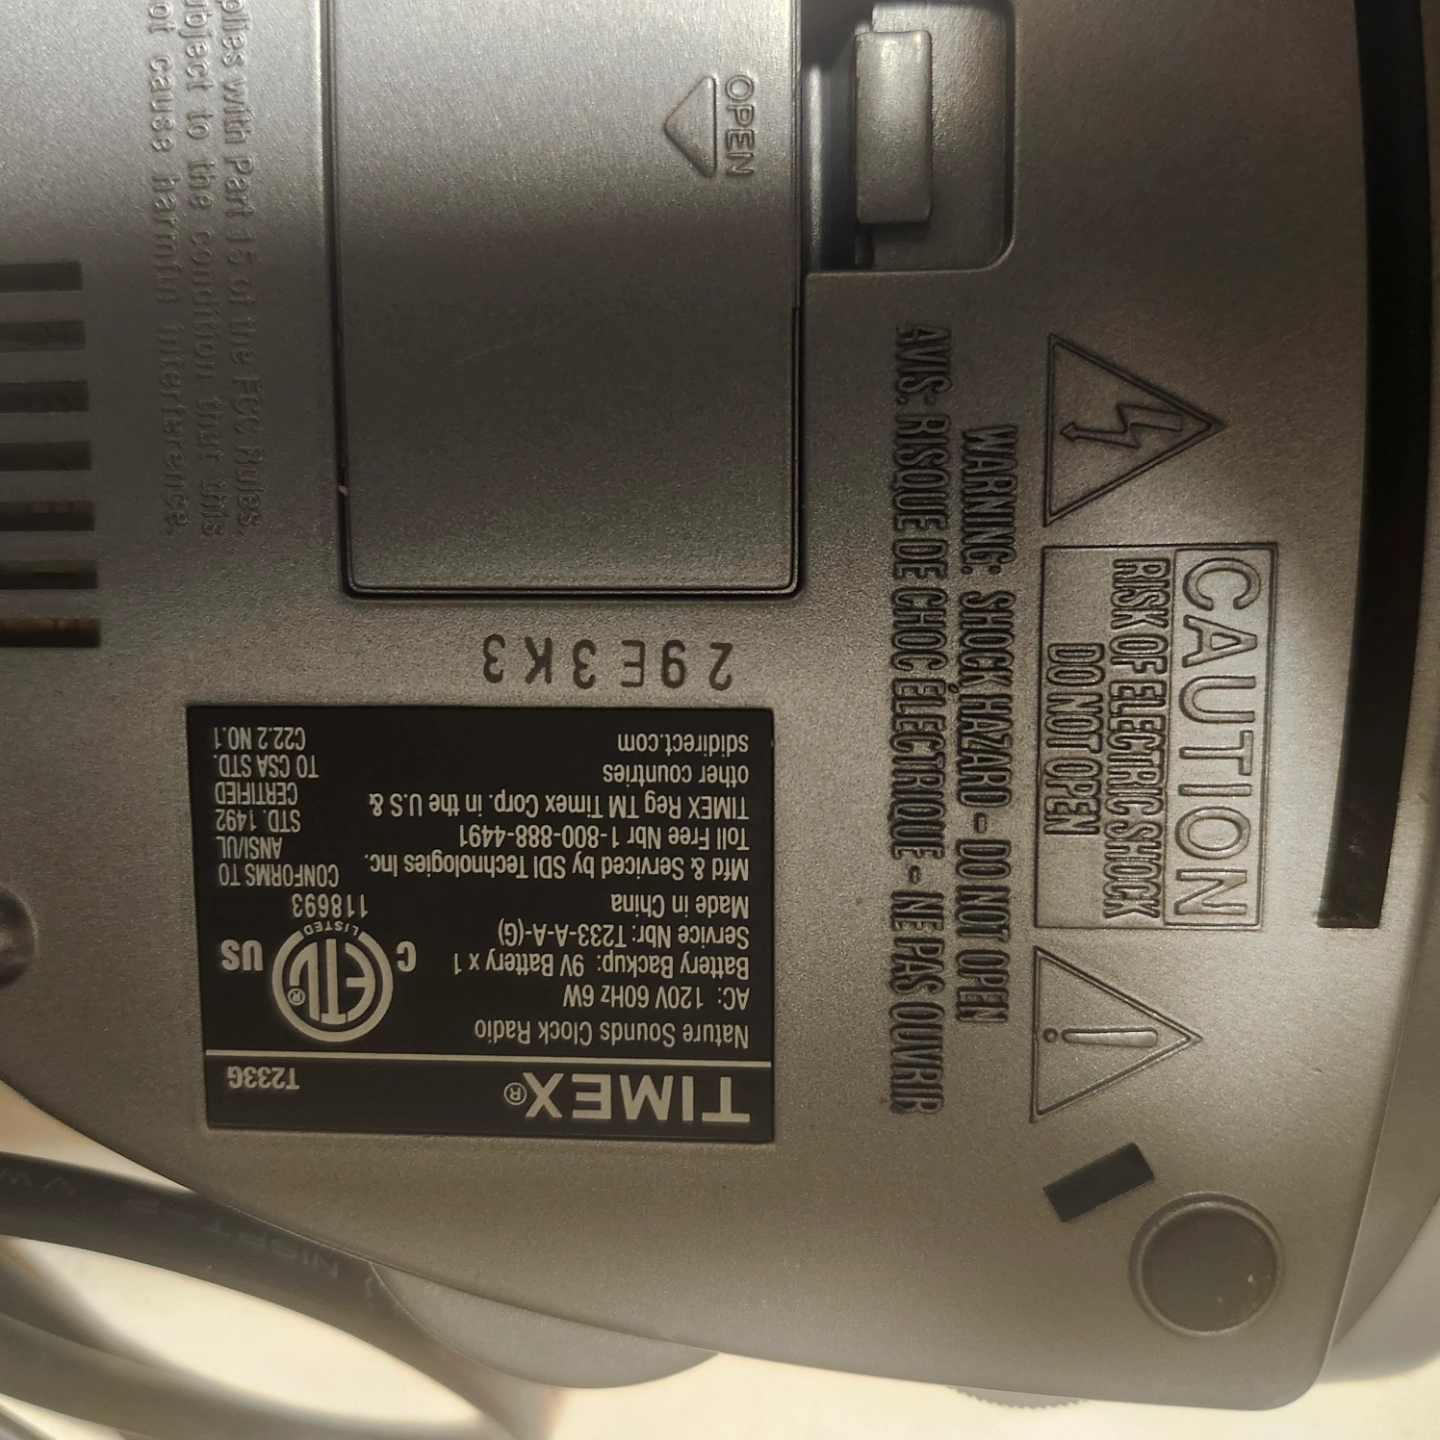 TIMEX® T233G
Nature Sounds Clock Radio
AC: 120V 60Hz 6W
Battery Backup: 9V Battery x 1
Service Nbr: T233-A-A-(G)
Made in China
Mfd & Serviced by SDI Technologies Inc.
Toll Free Nbr 1-800-888-4491
TIMEX Reg TM Timex Corp. in the U.S &
other countries
sdidirect.com
C ETL® US
LISTED
118693
CONFORMS TO
ANSI/UL
STD. 1492
CERTIFIED
TO CSA STD.
C22.2 NO.1
29E3K3
OPEN
CAUTION
RISK OF ELECTRIC SHOCK
DO NOT OPEN
WARNING: SHOCK HAZARD - DO NOT OPEN
AVIS: RISQUE DE CHOC ÉLECTRIQUE - NE PAS OUVRIR
plies with Part 15 of the FCC Rules.
ubject to the condition that this
ot cause harmful interference.